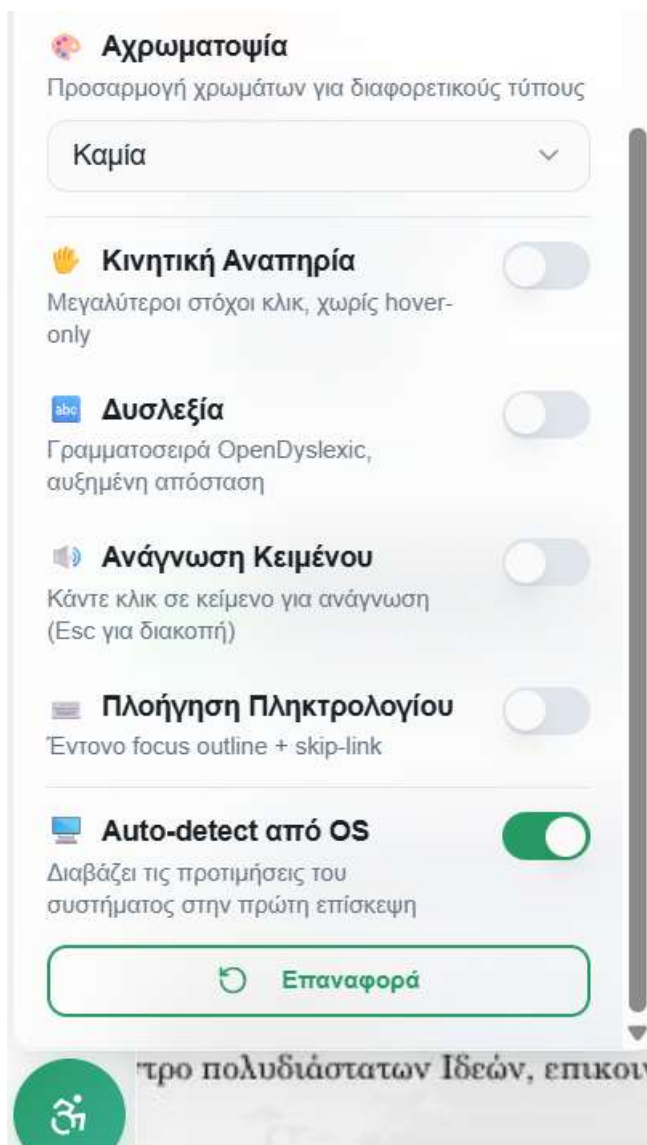 Αχρωματοψία
Προσαρμογή χρωμάτων για διαφορετικούς τύπους
Καμία
Κινητική Αναπηρία
Μεγαλύτεροι στόχοι κλικ, χωρίς hover-
only
abc
Δυσλεξία
Γραμματοσειρά OpenDyslexic,
αυξημένη απόσταση
Ανάγνωση Κειμένου
Κάντε κλικ σε κείμενο για ανάγνωση
(Esc για διακοπή)
Πλοήγηση Πληκτρολογίου
Έντονο focus outline + skip-link
Auto-detect από OS
Διαβάζει τις προτιμήσεις του
συστήματος στην πρώτη επίσκεψη
Επαναφορά
πολυδιάστατων Ιδεών,